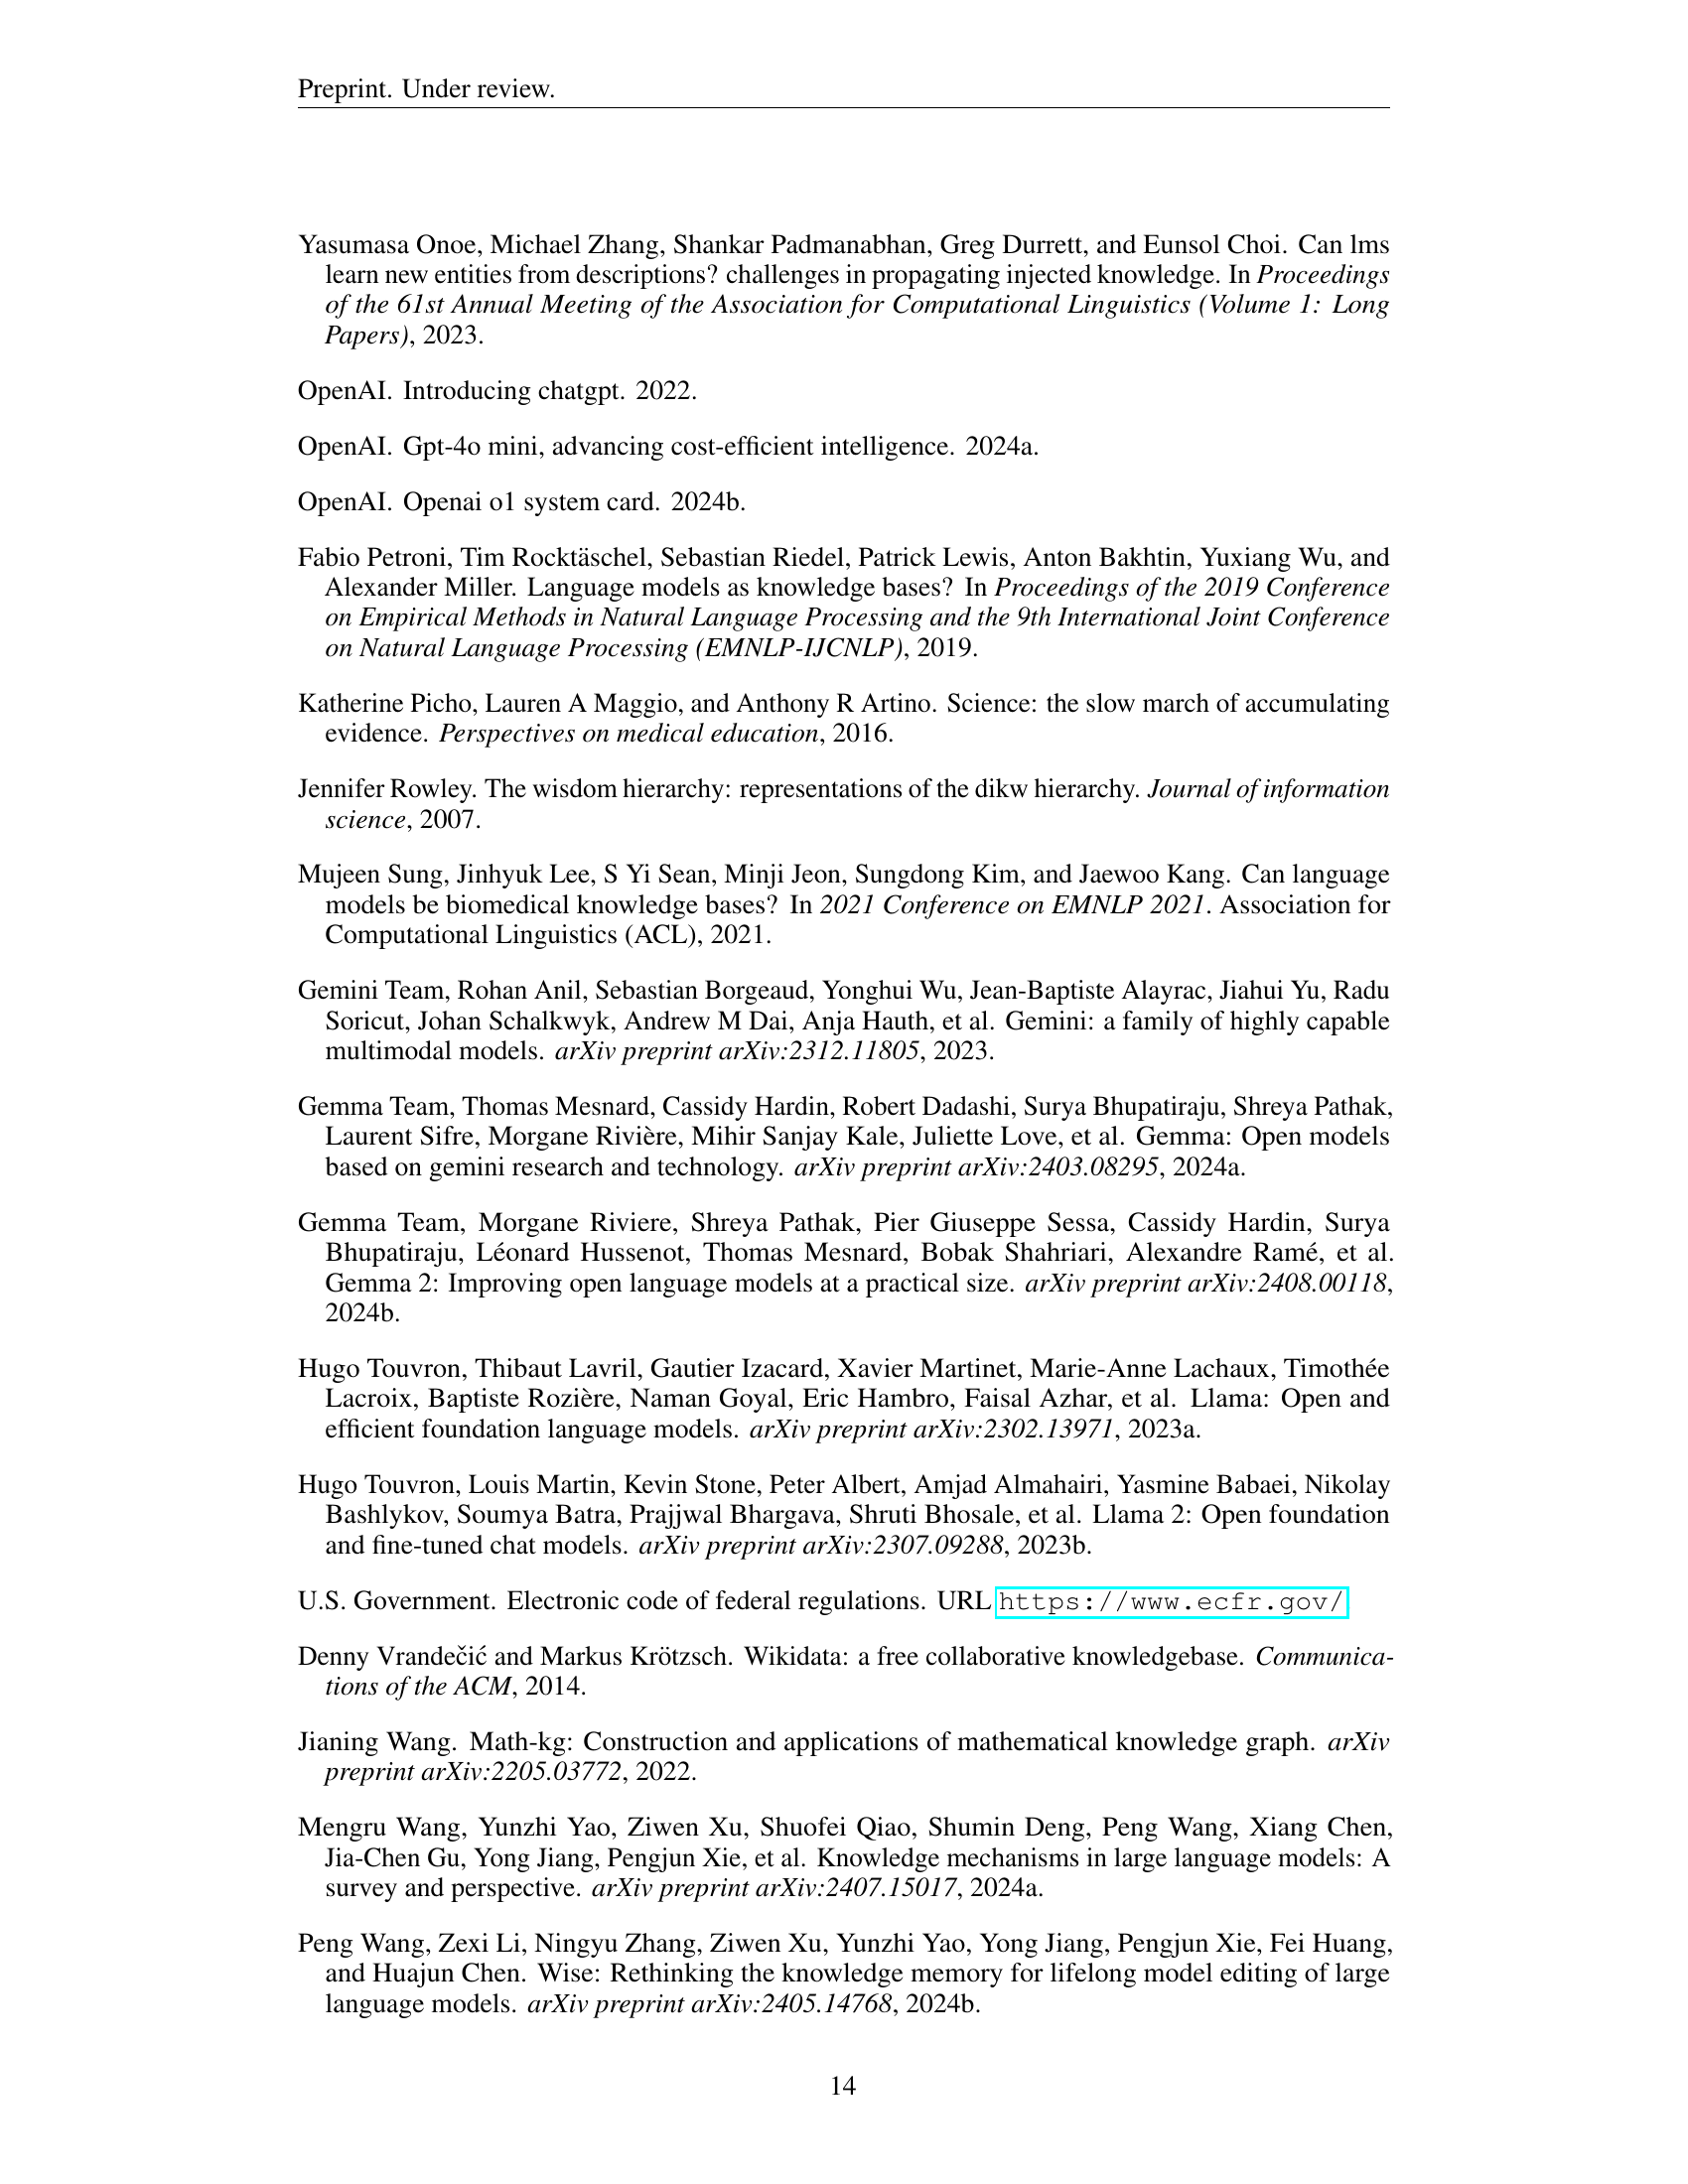 Preprint. Under review.
Yasumasa Onoe, Michael Zhang, Shankar Padmanabhan, Greg Durrett, and Eunsol Choi. Can lms
learn new entities from descriptions? challenges in propagating injected knowledge. In Proceedings
of the 61st Annual Meeting of the Association for Computational Linguistics (Volume 1: Long
Papers), 2023.
OpenAI. Introducing chatgpt. 2022.
OpenAI. Gpt-4o mini, advancing cost-efficient intelligence. 2024a.
OpenAI. Openai o1 system card. 2024b.
Fabio Petroni, Tim Rocktäschel, Sebastian Riedel, Patrick Lewis, Anton Bakhtin, Yuxiang Wu, and
Alexander Miller. Language models as knowledge bases? In Proceedings of the 2019 Conference
on Empirical Methods in Natural Language Processing and the 9th International Joint Conference
on Natural Language Processing (EMNLP-IJCNLP), 2019.
Katherine Picho, Lauren A Maggio, and Anthony R Artino. Science: the slow march of accumulating
evidence. Perspectives on medical education, 2016.
Jennifer Rowley. The wisdom hierarchy: representations of the dikw hierarchy. Journal of information
science, 2007.
Mujeen Sung, Jinhyuk Lee, S Yi Sean, Minji Jeon, Sungdong Kim, and Jaewoo Kang. Can language
models be biomedical knowledge bases? In 2021 Conference on EMNLP 2021. Association for
Computational Linguistics (ACL), 2021.
Gemini Team, Rohan Anil, Sebastian Borgeaud, Yonghui Wu, Jean-Baptiste Alayrac, Jiahui Yu, Radu
Soricut, Johan Schalkwyk, Andrew M Dai, Anja Hauth, et al. Gemini: a family of highly capable
multimodal models. arXiv preprint arXiv:2312.11805, 2023.
Gemma Team, Thomas Mesnard, Cassidy Hardin, Robert Dadashi, Surya Bhupatiraju, Shreya Pathak,
Laurent Sifre, Morgane Rivière, Mihir Sanjay Kale, Juliette Love, et al. Gemma: Open models
based on gemini research and technology. arXiv preprint arXiv:2403.08295, 2024a.
Gemma Team, Morgane Riviere, Shreya Pathak, Pier Giuseppe Sessa, Cassidy Hardin, Surya
Bhupatiraju, Léonard Hussenot, Thomas Mesnard, Bobak Shahriari, Alexandre Ramé, et al.
Gemma 2: Improving open language models at a practical size. arXiv preprint arXiv:2408.00118,
2024b.
Hugo Touvron, Thibaut Lavril, Gautier Izacard, Xavier Martinet, Marie-Anne Lachaux, Timothée
Lacroix, Baptiste Rozière, Naman Goyal, Eric Hambro, Faisal Azhar, et al. Llama: Open and
efficient foundation language models. arXiv preprint arXiv:2302.13971, 2023a.
Hugo Touvron, Louis Martin, Kevin Stone, Peter Albert, Amjad Almahairi, Yasmine Babaei, Nikolay
Bashlykov, Soumya Batra, Prajjwal Bhargava, Shruti Bhosale, et al. Llama 2: Open foundation
and fine-tuned chat models. arXiv preprint arXiv:2307.09288, 2023b.
U.S. Government. Electronic code of federal regulations. URL https://www.ecfr.gov/
Denny Vrandečić and Markus Krötzsch. Wikidata: a free collaborative knowledgebase. Communica-
tions of the ACM, 2014.
Jianing Wang. Math-kg: Construction and applications of mathematical knowledge graph. arXiv
preprint arXiv:2205.03772, 2022.
Mengru Wang, Yunzhi Yao, Ziwen Xu, Shuofei Qiao, Shumin Deng, Peng Wang, Xiang Chen,
Jia-Chen Gu, Yong Jiang, Pengjun Xie, et al. Knowledge mechanisms in large language models: A
survey and perspective. arXiv preprint arXiv:2407.15017, 2024a.
Peng Wang, Zexi Li, Ningyu Zhang, Ziwen Xu, Yunzhi Yao, Yong Jiang, Pengjun Xie, Fei Huang,
and Huajun Chen. Wise: Rethinking the knowledge memory for lifelong model editing of large
language models. arXiv preprint arXiv:2405.14768, 2024b.
14